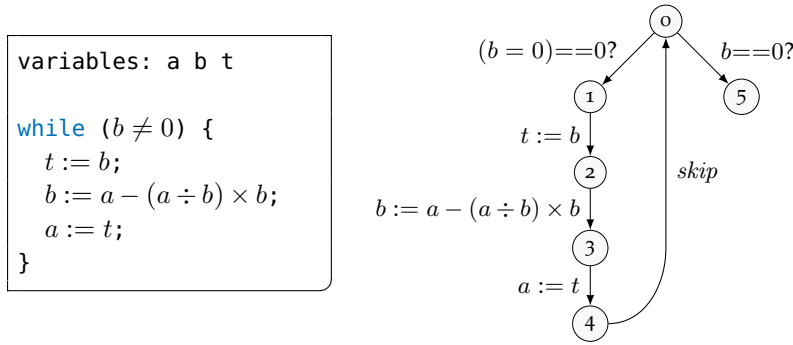 variables: a b t
while (b ≠ 0) {
t := b;
b := a − (a ÷ b) × b;
a := t;
}
0
(b = 0)==0?
b==0?
1
5
t := b
2
skip
b := a − (a ÷ b) × b
3
a := t
4